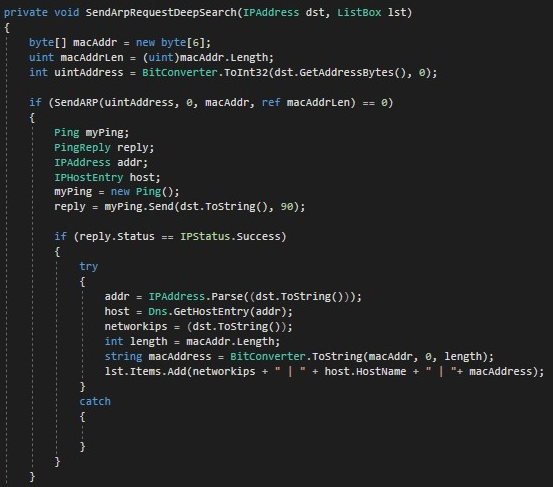 private void SendArpRequestDeepSearch(IPAddress dst, ListBox lst)
{
    byte[] macAddr = new byte[6];
    uint macAddrLen = (uint)macAddr.Length;
    int uintAddress = BitConverter.ToInt32(dst.GetAddressBytes(), 0);

    if (SendARP(uintAddress, 0, macAddr, ref macAddrLen) == 0)
    {
        Ping myPing;
        PingReply reply;
        IPAddress addr;
        IPHostEntry host;
        myPing = new Ping();
        reply = myPing.Send(dst.ToString(), 90);

        if (reply.Status == IPStatus.Success)
        {
            try
            {
                addr = IPAddress.Parse((dst.ToString()));
                host = Dns.GetHostEntry(addr);
                networkips = (dst.ToString());
                int length = macAddr.Length;
                string macAddress = BitConverter.ToString(macAddr, 0, length);
                lst.Items.Add(networkips + " | " + host.HostName + " | "+ macAddress);
            }
            catch
            {

            }
        }
    }